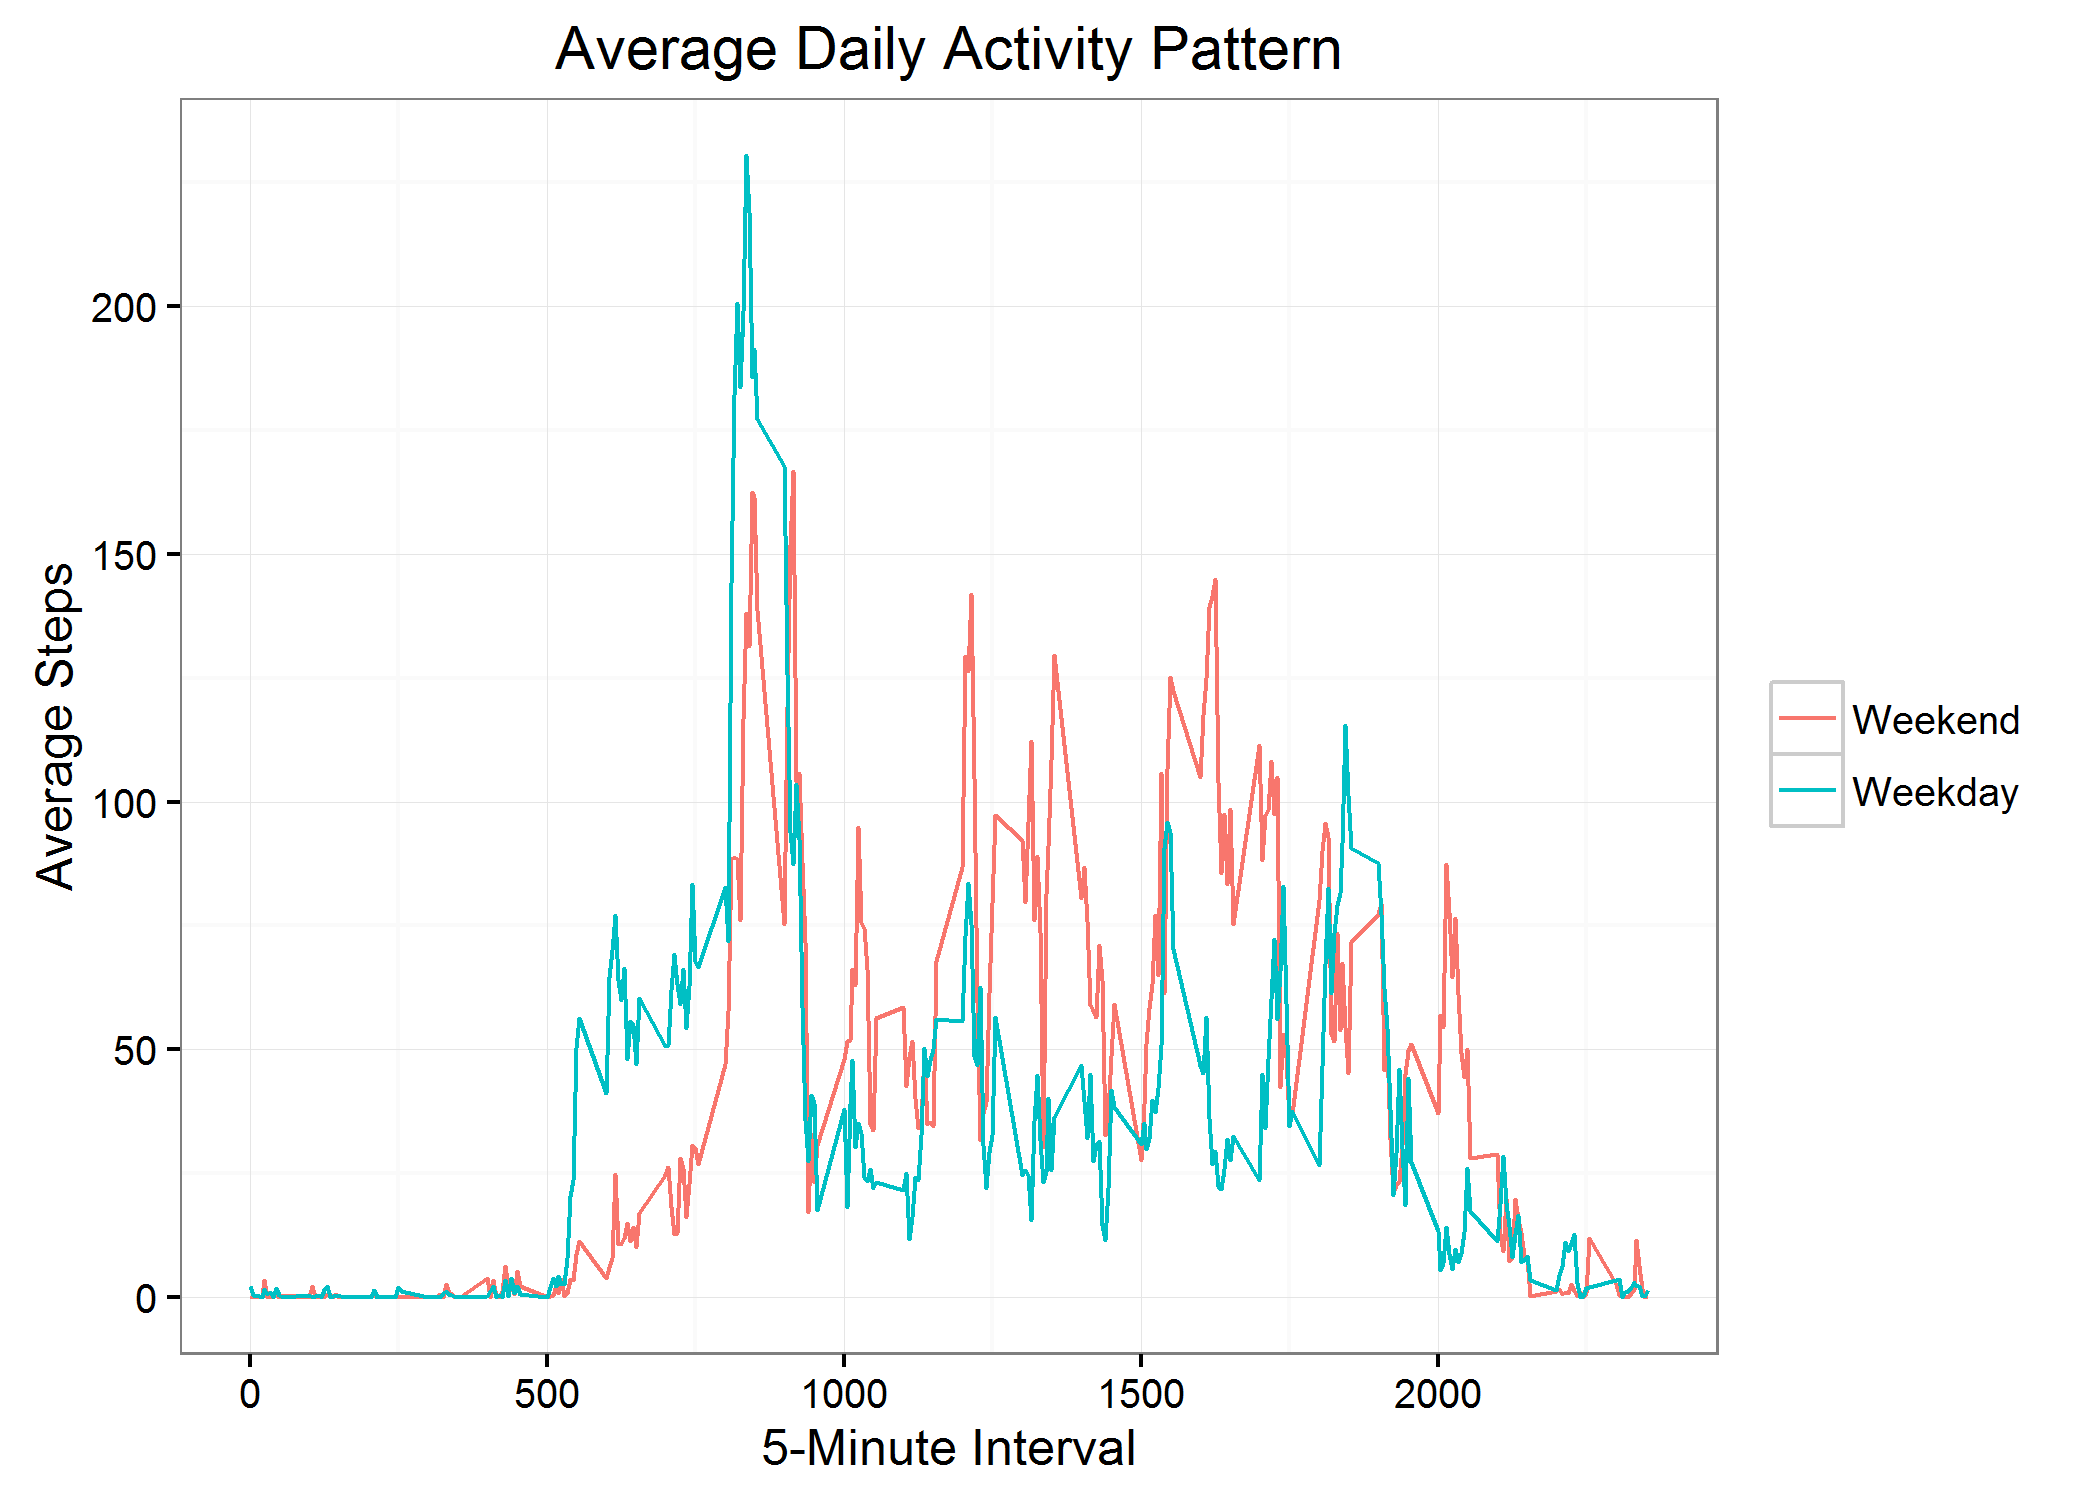 Average Daily Activity Pattern
Average Steps
200
150
100
50
0
0 500 1000 1500 2000
5-Minute Interval
Weekend
Weekday